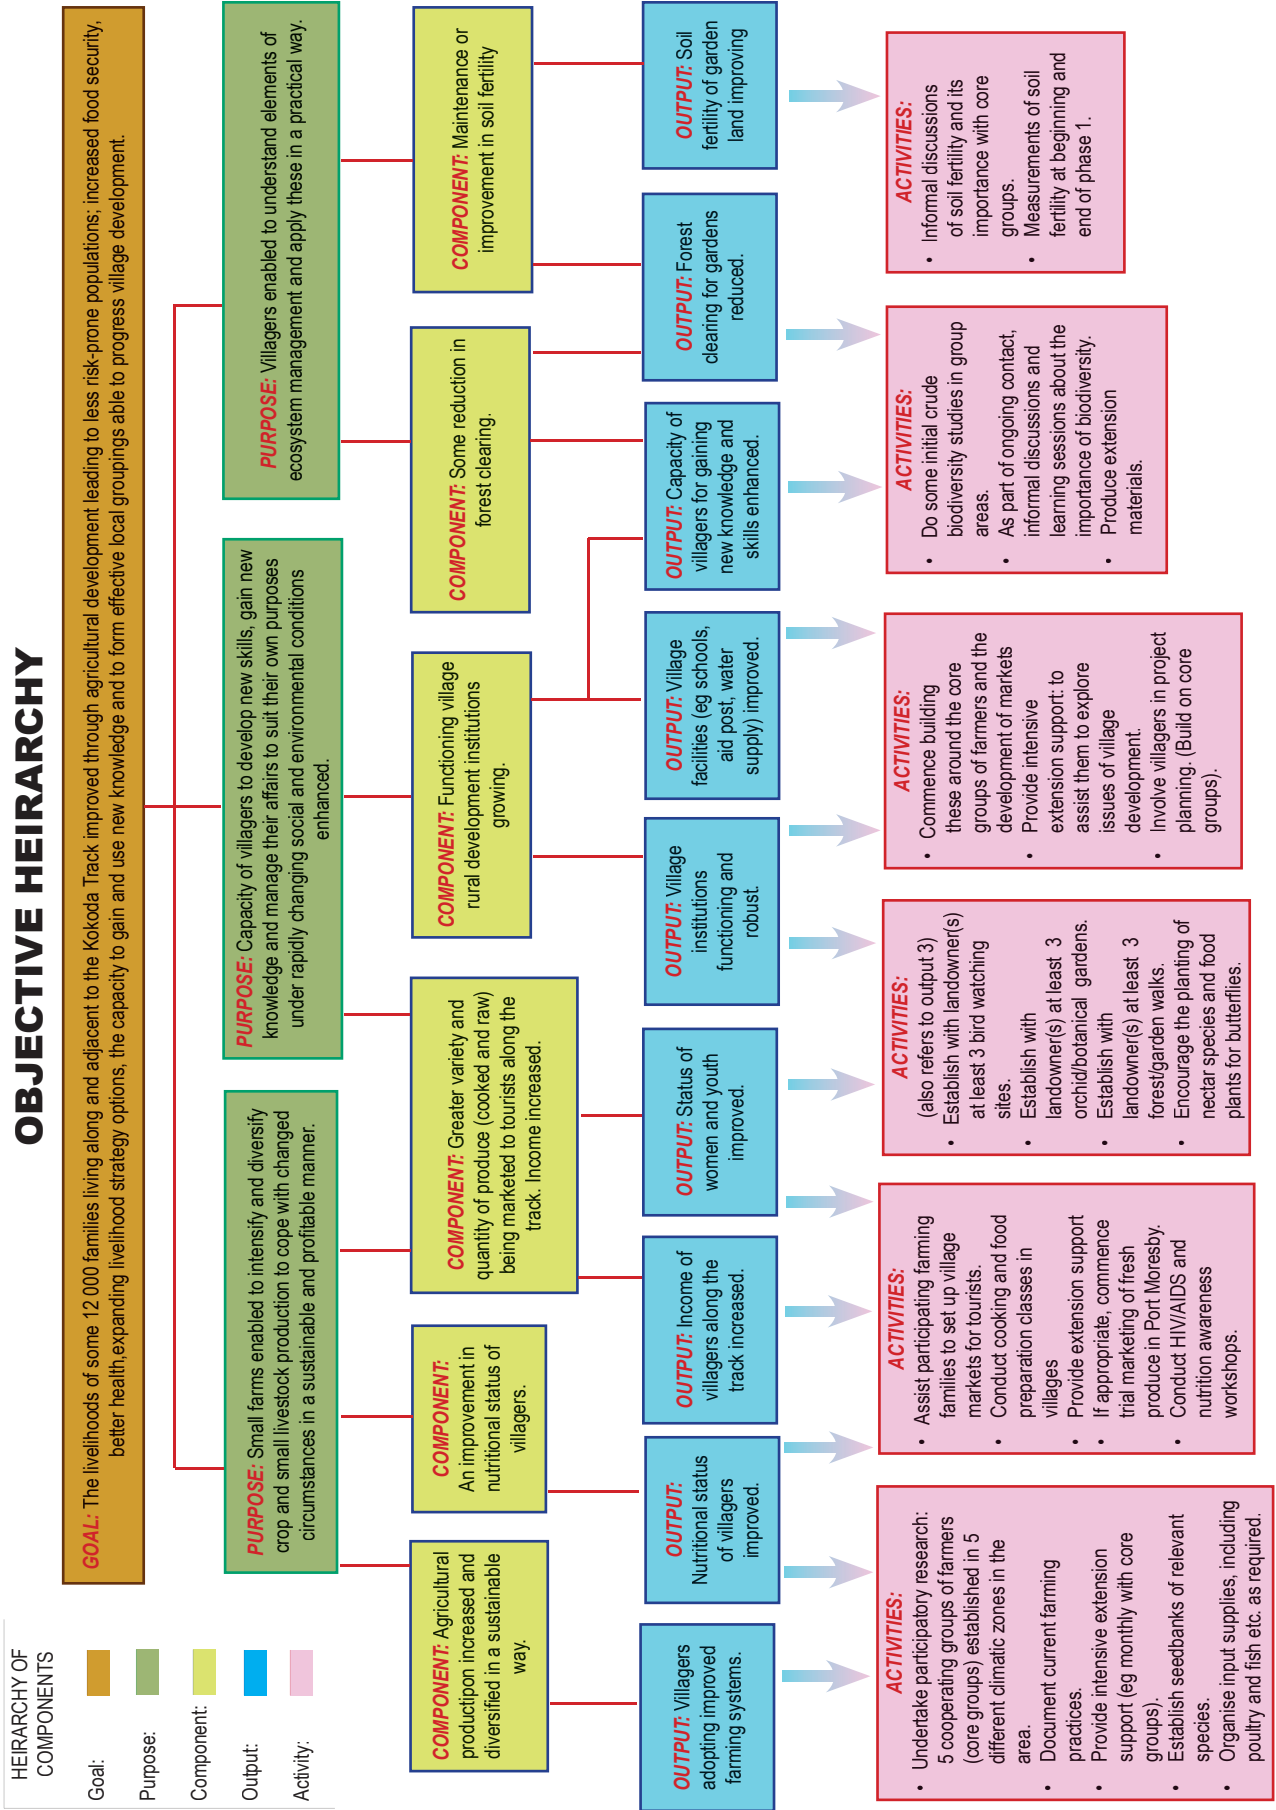 OBJECTIVE HEIRARCHY
HEIRARCHY OF
COMPONENTS
Goal:
Purpose:
Component:
Output:
Activity:
GOAL: The livelihoods of some 12 000 families living along and adjacent to the Kokoda Track improved through agricultural development leading to less risk-prone populations; increased food security,
better health,expanding livelihood strategy options, the capacity to gain and use new knowledge and to form effective local groupings able to progress village development.
PURPOSE: Small farms enabled to intensify and diversify
crop and small livestock production to cope with changed
circumstances in a sustainable and profitable manner.
PURPOSE: Capacity of villagers to develop new skills, gain new
knowledge and manage their affairs to suit their own purposes
under rapidly changing social and environmental conditions
enhanced.
PURPOSE: Villagers enabled to understand elements of
ecosystem management and apply these in a practical way.
COMPONENT: Agricultural
productipon increased and
diversified in a sustainable
way.
COMPONENT:
An improvement in
nutritional status of
villagers.
COMPONENT: Greater variety and
quantity of produce (cooked and raw)
being marketed to tourists along the
track. Income increased.
COMPONENT: Functioning village
rural development institutions
growing.
COMPONENT: Some reduction in
forest clearing.
COMPONENT: Maintenance or
improvement in soil fertility
OUTPUT: Villagers
adopting improved
farming systems.
OUTPUT:
Nutritional status
of villagers
improved.
OUTPUT: Income of
villagers along the
track increased.
OUTPUT: Status of
women and youth
improved.
OUTPUT: Village
institutions
functioning and
robust.
OUTPUT: Village
facilities (eg schools,
aid post, water
supply) improved.
OUTPUT: Capacity of
villagers for gaining
new knowledge and
skills enhanced.
OUTPUT: Forest
clearing for gardens
reduced.
OUTPUT: Soil
fertility of garden
land improving
ACTIVITIES:
• Undertake participatory research:
5 cooperating groups of farmers
(core groups) established in 5
different climatic zones in the
area.
• Document current farming
practices.
• Provide intensive extension
support (eg monthly with core
groups).
• Establish seedbanks of relevant
species.
• Organise input supplies, including
poultry and fish etc. as required.
ACTIVITIES:
• Assist participating farming
families to set up village
markets for tourists.
• Conduct cooking and food
preparation classes in
villages
• Provide extension support
• If appropriate, commence
trial marketing of fresh
produce in Port Moresby.
• Conduct HIV/AIDS and
nutrition awareness
workshops.
ACTIVITIES:
(also refers to output 3)
• Establish with landowner(s)
at least 3 bird watching
sites.
• Establish with
landowner(s) at least 3
orchid/botanical gardens.
• Establish with
landowner(s) at least 3
forest/garden walks.
• Encourage the planting of
nectar species and food
plants for butterflies.
ACTIVITIES:
• Commence building
these around the core
groups of farmers and the
development of markets
• Provide intensive
extension support: to
assist them to explore
issues of village
development.
• Involve villagers in project
planning. (Build on core
groups).
ACTIVITIES:
• Do some initial crude
biodiversity studies in group
areas.
• As part of ongoing contact,
informal discussions and
learning sessions about the
importance of biodiversity.
• Produce extension
materials.
ACTIVITIES:
• Informal discussions
of soil fertility and its
importance with core
groups.
• Measurements of soil
fertility at beginning and
end of phase 1.